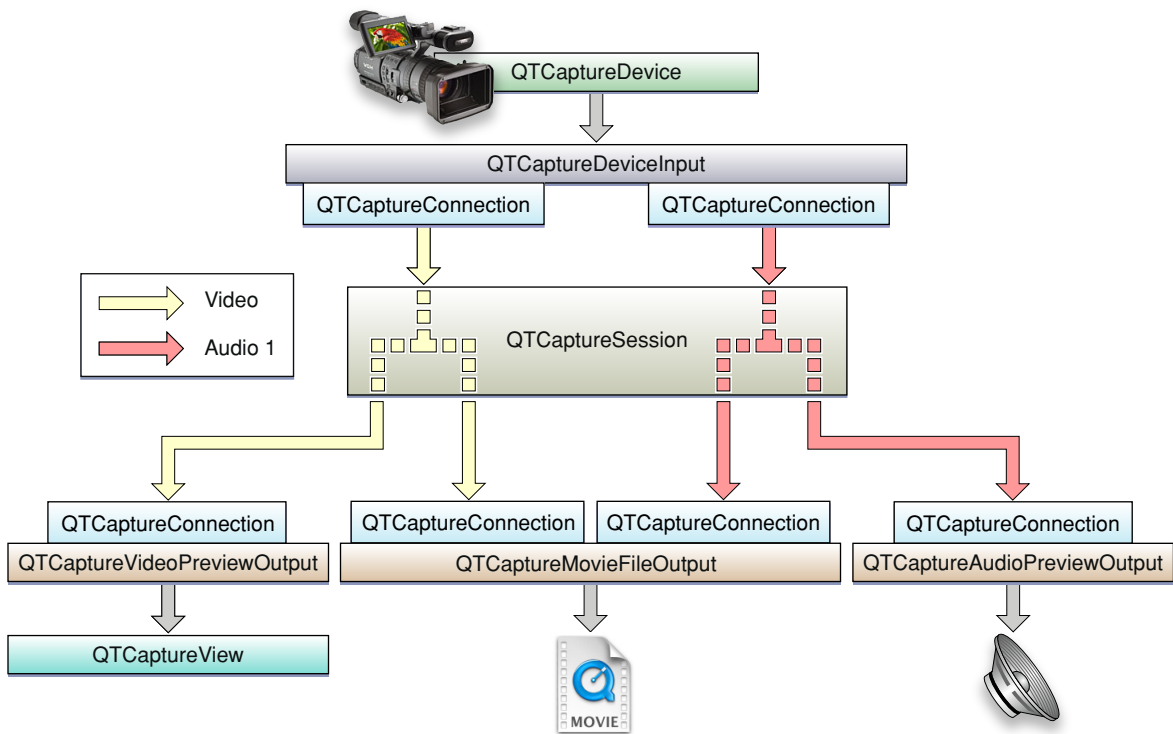 QTCaptureDevice
QTCaptureDeviceInput
QTCaptureConnection
QTCaptureConnection
Video
Audio 1
QTCaptureSession
QTCaptureConnection
QTCaptureConnection
QTCaptureConnection
QTCaptureConnection
QTCaptureVideoPreviewOutput
QTCaptureMovieFileOutput
QTCaptureAudioPreviewOutput
QTCaptureView
MOVIE